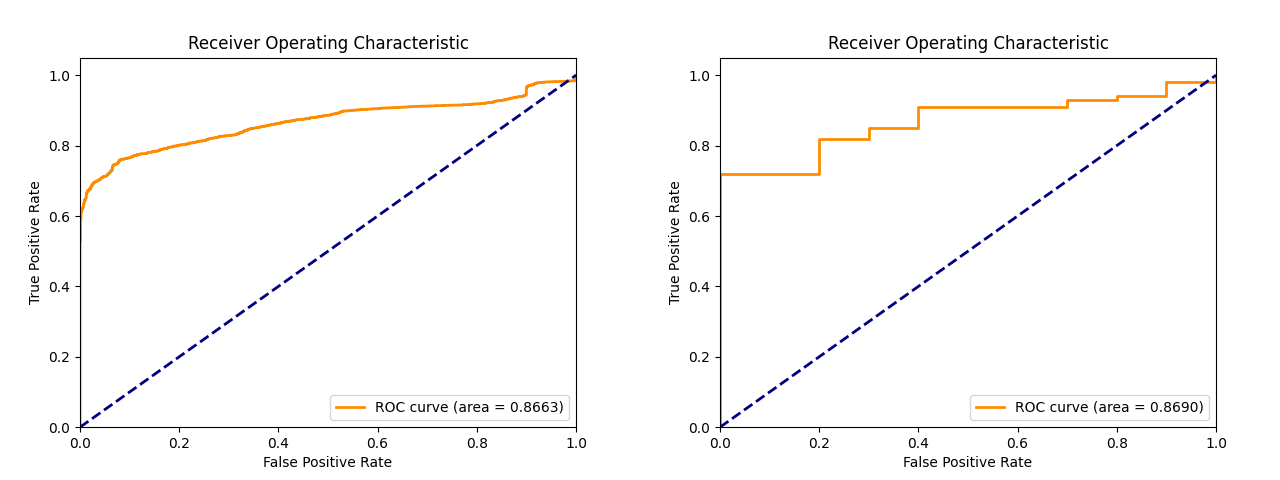 Receiver Operating Characteristic
1.0
0.8
0.6
0.4
0.2
0.0
True Positive Rate
ROC curve (area = 0.8663)
0.0 0.2 0.4 0.6 0.8 1.0
False Positive Rate
Receiver Operating Characteristic
1.0
0.8
0.6
0.4
0.2
0.0
True Positive Rate
ROC curve (area = 0.8690)
0.0 0.2 0.4 0.6 0.8 1.0
False Positive Rate